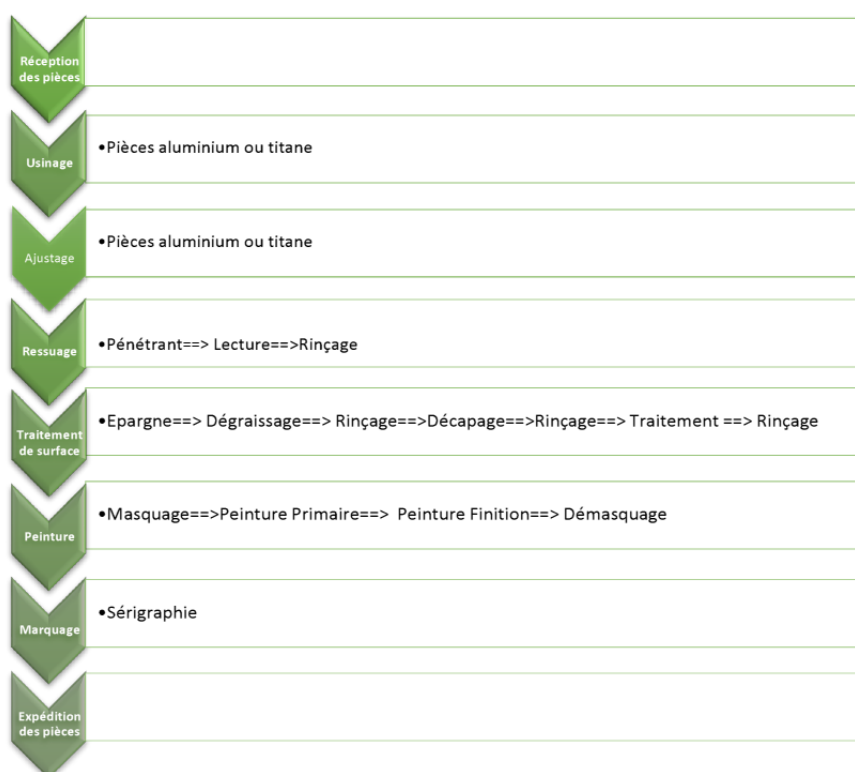 Réception
des pièces
Usinage
•Pièces aluminium ou titane
Ajustage
•Pièces aluminium ou titane
Ressuage
•Pénétrant==> Lecture==>Rinçage
Traitement
de surface
•Epargne==> Dégraissage==> Rinçage==>Décapage==>Rinçage==> Traitement ==> Rinçage
Peinture
•Masquage==>Peinture Primaire==> Peinture Finition==> Démasquage
Marquage
•Sérigraphie
Expédition
des pièces